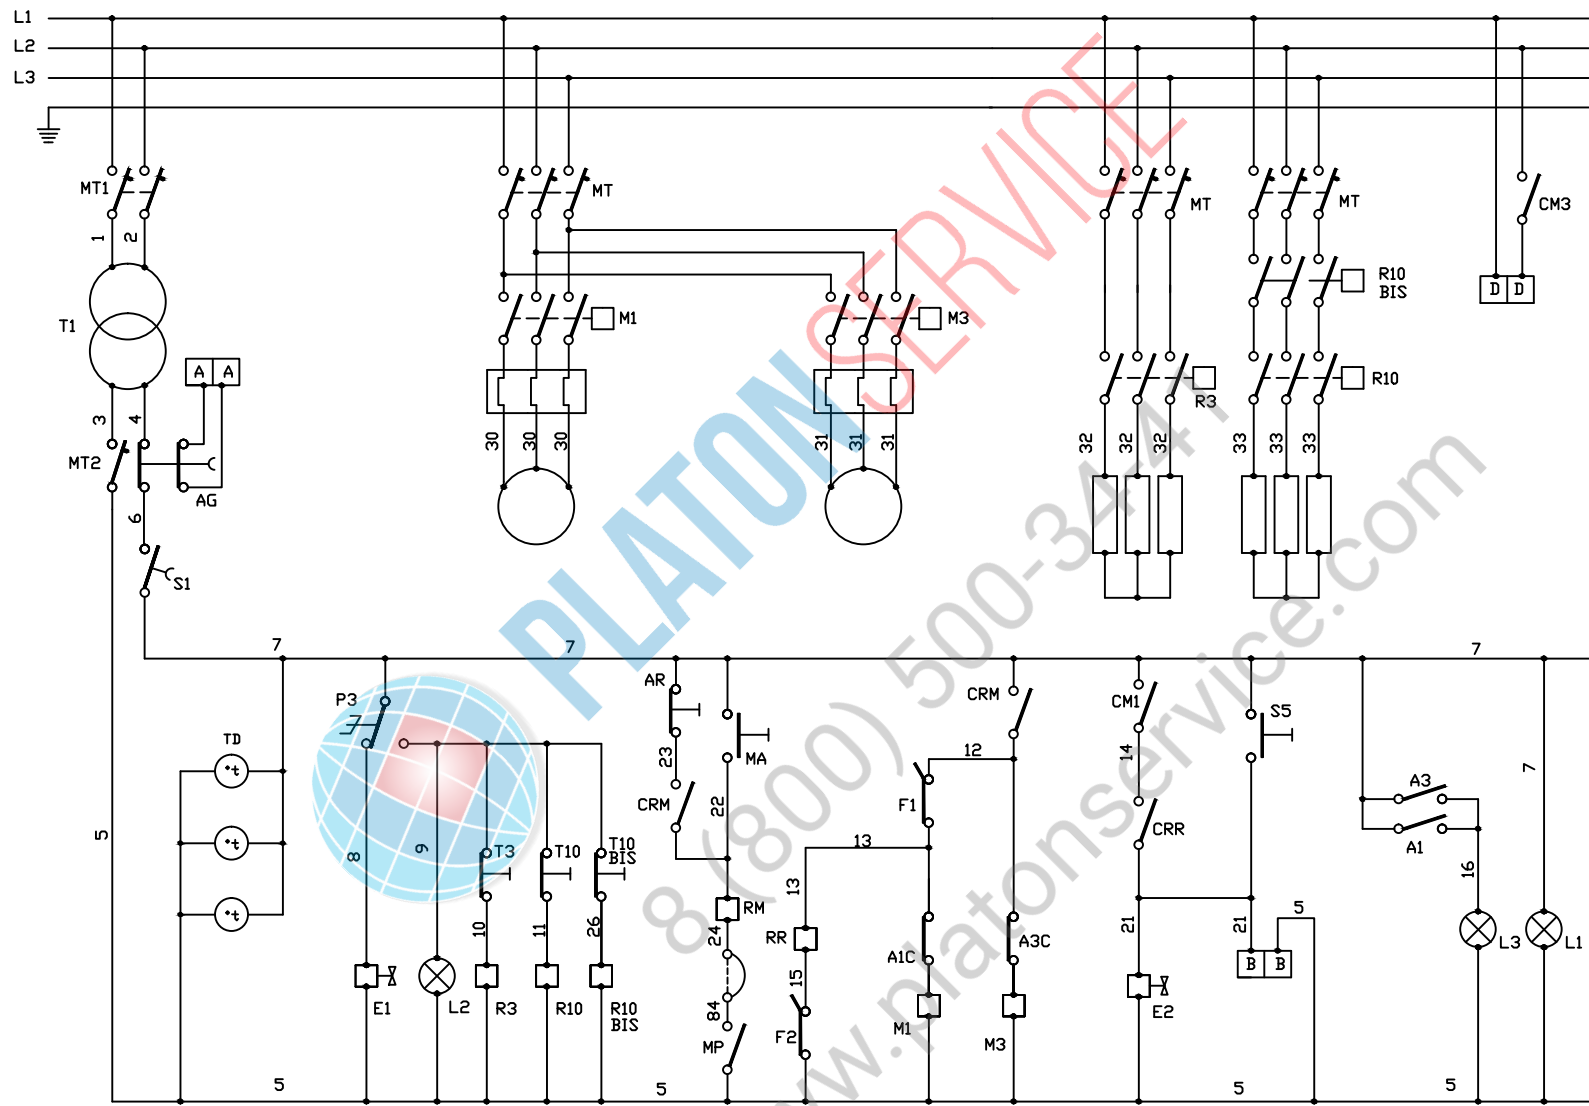 L1
L2
L3
MT1
MT
MT
MT
CM3
1
2
R10
BIS
D D
T1
M1
M3
A A
R10
R3
3
4
30 30 30
31 31 31
32 32 32
33 33 33
MT2
AG
6
S1
PLATONSERVICE
8 (800) 500-34-41
www.platonservice.com
7
7
7
P3
AR
CRM
CM1
S5
TD
°t
°t
°t
23
MA
12
14
7
A3
CRM
22
F1
CRR
A1
5
8
9
T3
T10
T10
BIS
13
13
16
10
11
26
RM
24
RR
A1C
A3C
21
21
5
L3
L1
B B
15
E1
L2
R3
R10
R10
BIS
84
MP
F2
M1
M3
E2
5
5
5
5